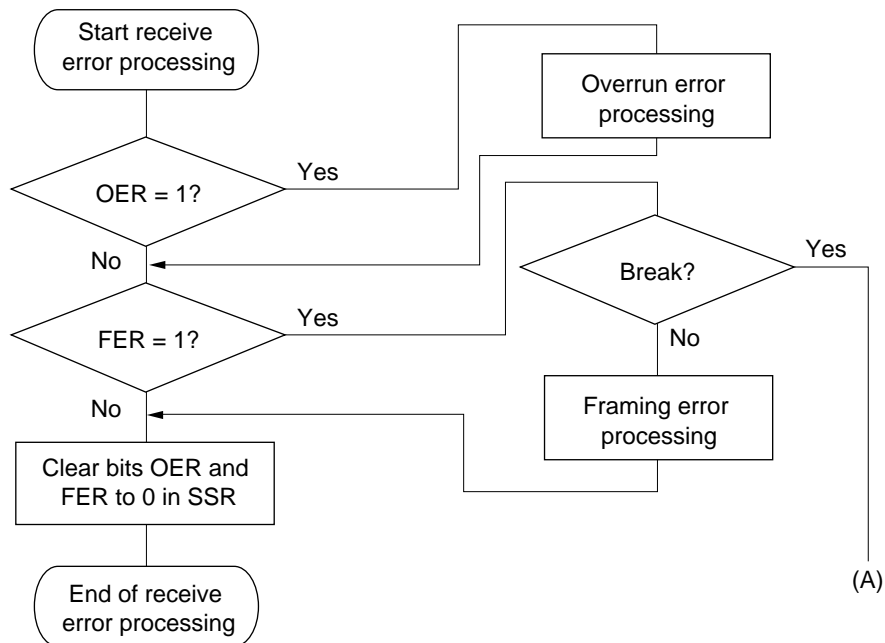 Start receive
error processing
Overrun error
processing
Yes
OER = 1?
No
Yes
Break?
Yes
FER = 1?
No
No
Framing error
processing
Clear bits OER and
FER to 0 in SSR
(A)
End of receive
error processing